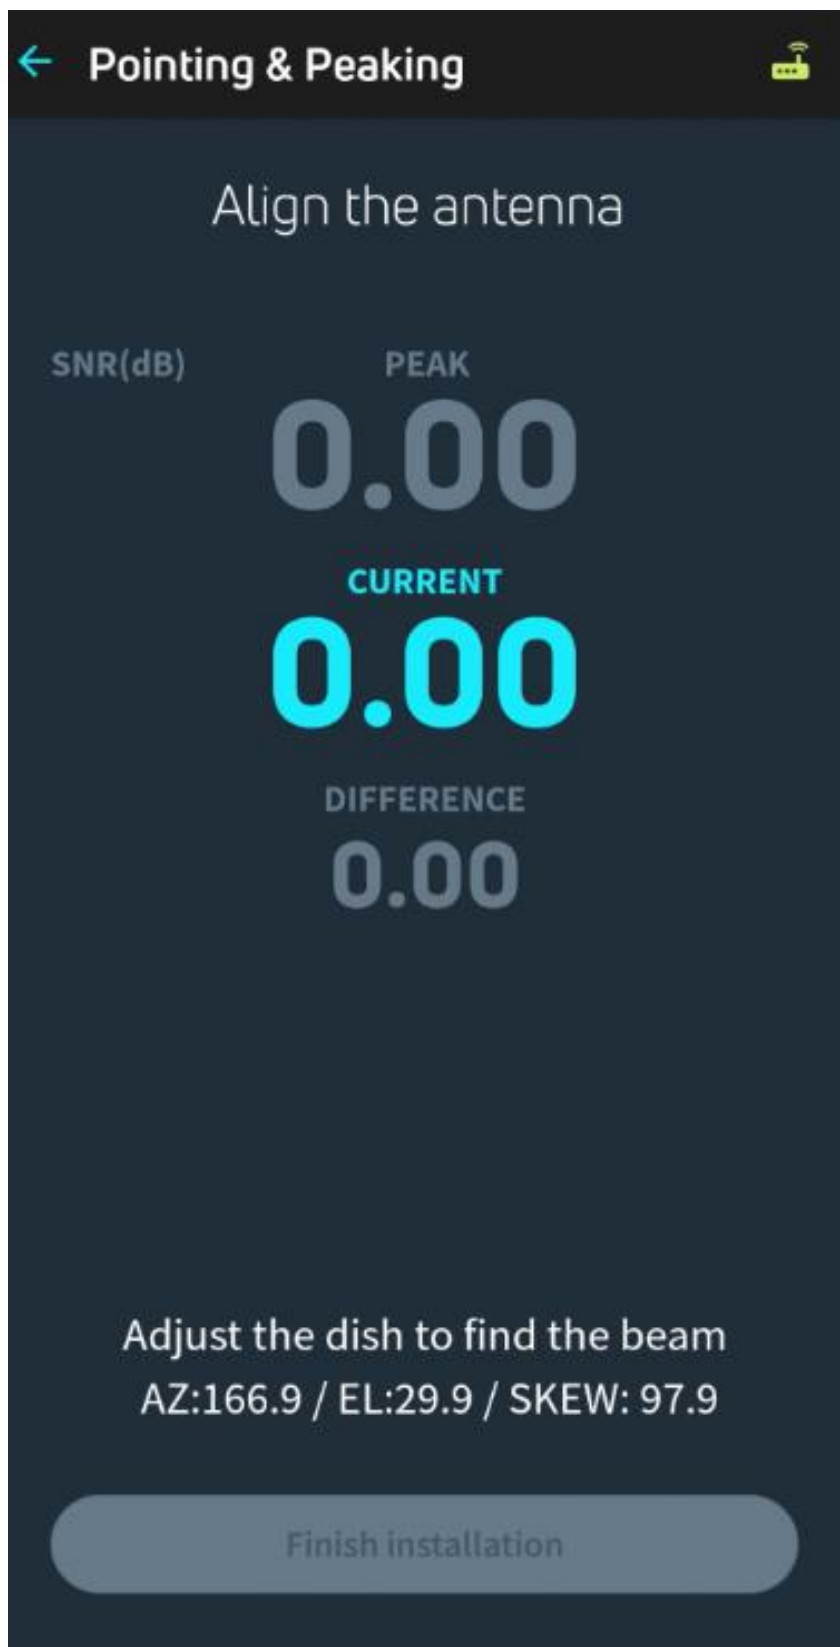 Pointing & Peaking
Align the antenna
SNR(dB) PEAK
0.00
CURRENT
0.00
DIFFERENCE
0.00
Adjust the dish to find the beam
AZ:166.9 / EL:29.9 / SKEW: 97.9
Finish installation